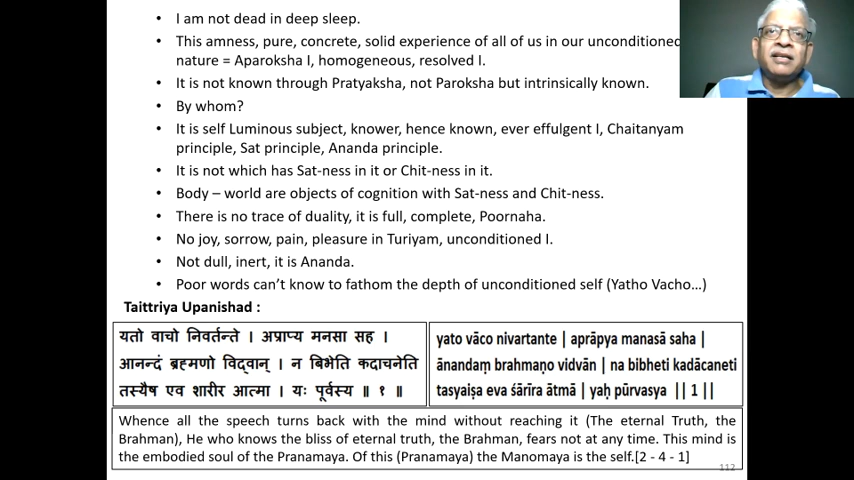 • I am not dead in deep sleep.
• This amness, pure, concrete, solid experience of all of us in our unconditioned
nature = Aparoksha I, homogeneous, resolved I.
• It is not known through Pratyaksha, not Paroksha but intrinsically known.
• By whom?
• It is self Luminous subject, knower, hence known, ever effulgent I, Chaitanyam
principle, Sat principle, Ananda principle.
• It is not which has Sat-ness in it or Chit-ness in it.
• Body – world are objects of cognition with Sat-ness and Chit-ness.
• There is no trace of duality, it is full, complete, Poornaha.
• No joy, sorrow, pain, pleasure in Turiyam, unconditioned I.
• Not dull, inert, it is Ananda.
• Poor words can’t know to fathom the depth of unconditioned self (Yatho Vacho…)
Taittriya Upanishad :
यतो वाचो निवर्तन्ते । अप्राप्य मनसा सह ।
आनन्दं ब्रह्मणो विद्वान् । न बिभेति कदाचनेति
तस्यैष एव शारीर आत्मा । यः पूर्वस्य ॥ १ ॥
yato vāco nivartante | aprāpya manasā saha |
ānandaṃ brahmaṇo vidvān | na bibheti kadācaneti
tasyaiṣa eva śārīra ātmā | yaḥ pūrvasya || 1 ||
Whence all the speech turns back with the mind without reaching it (The eternal Truth, the
Brahman), He who knows the bliss of eternal truth, the Brahman, fears not at any time. This mind is
the embodied soul of the Pranamaya. Of this (Pranamaya) the Manomaya is the self.[2 - 4 - 1]
112